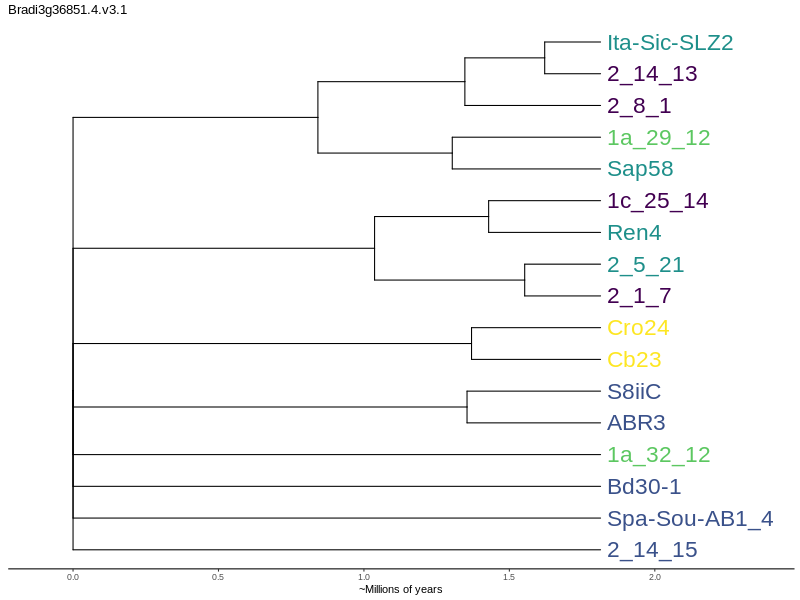 Bradi3g36851.4.v3.1
Ita-Sic-SLZ2
2_14_13
2_8_1
1a_29_12
Sap58
1c_25_14
Ren4
2_5_21
2_1_7
Cro24
Cb23
S8iiC
ABR3
1a_32_12
Bd30-1
Spa-Sou-AB1_4
2_14_15
0.0 0.5 1.0 1.5 2.0
~Millions of years